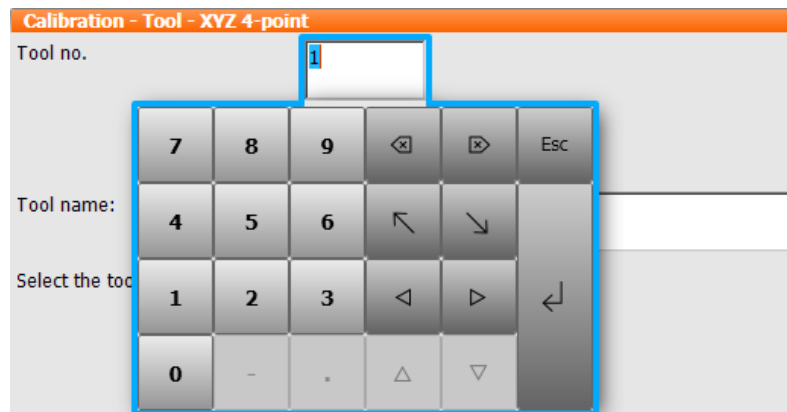 Calibration - Tool - XYZ 4-point
Tool no.
1
7 8 9 Esc
Tool name:
4 5 6
Select the too
1 2 3
0 - .